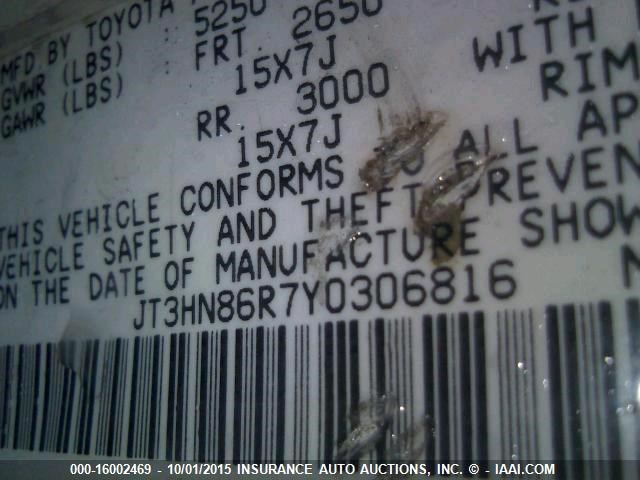 MFD BY TOYOTA
GVWR (LBS) : 5250
GAWR (LBS) : FRT. 2650
15X7J WITH
RR. 3000 RIM
15X7J
THIS VEHICLE CONFORMS TO ALL AP
VEHICLE SAFETY AND THEFT PREVEN
ON THE DATE OF MANUFACTURE SHOW
JT3HN86R7Y0306816
000-16002469 - 10/01/2015 INSURANCE AUTO AUCTIONS, INC. © - IAAI.COM